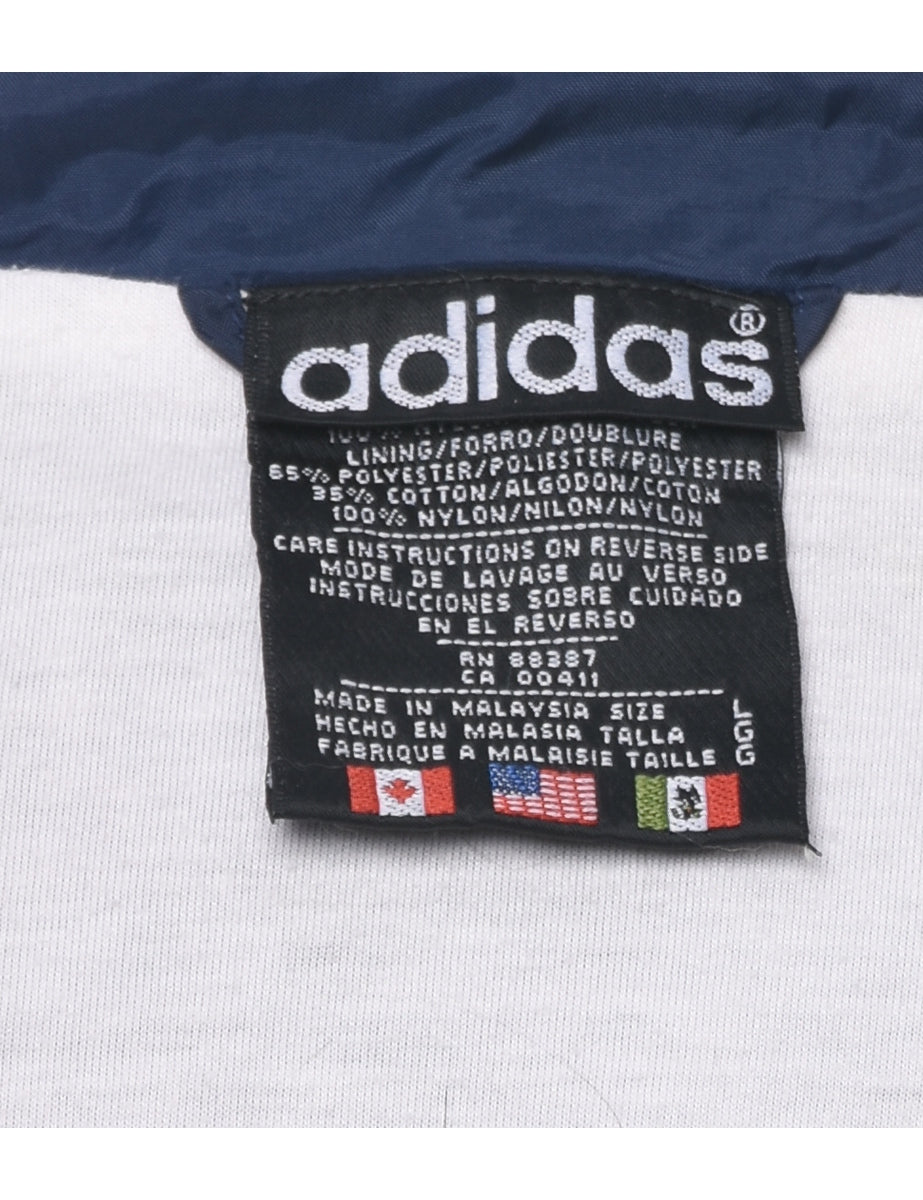 adidas®
100%
LINING/FORRO/DOUBLURE
65% POLYESTER/POLIESTER/POLYESTER
35% COTTON/ALGODON/COTON
100% NYLON/NILON/NYLON
CARE INSTRUCTIONS ON REVERSE SIDE
MODE DE LAVAGE AU VERSO
INSTRUCCIONES SOBRE CUIDADO
EN EL REVERSO
RN 88387
CA 00411
MADE IN MALAYSIA SIZE L
HECHO EN MALASIA TALLA G
FABRIQUE A MALAISIE TAILLE G